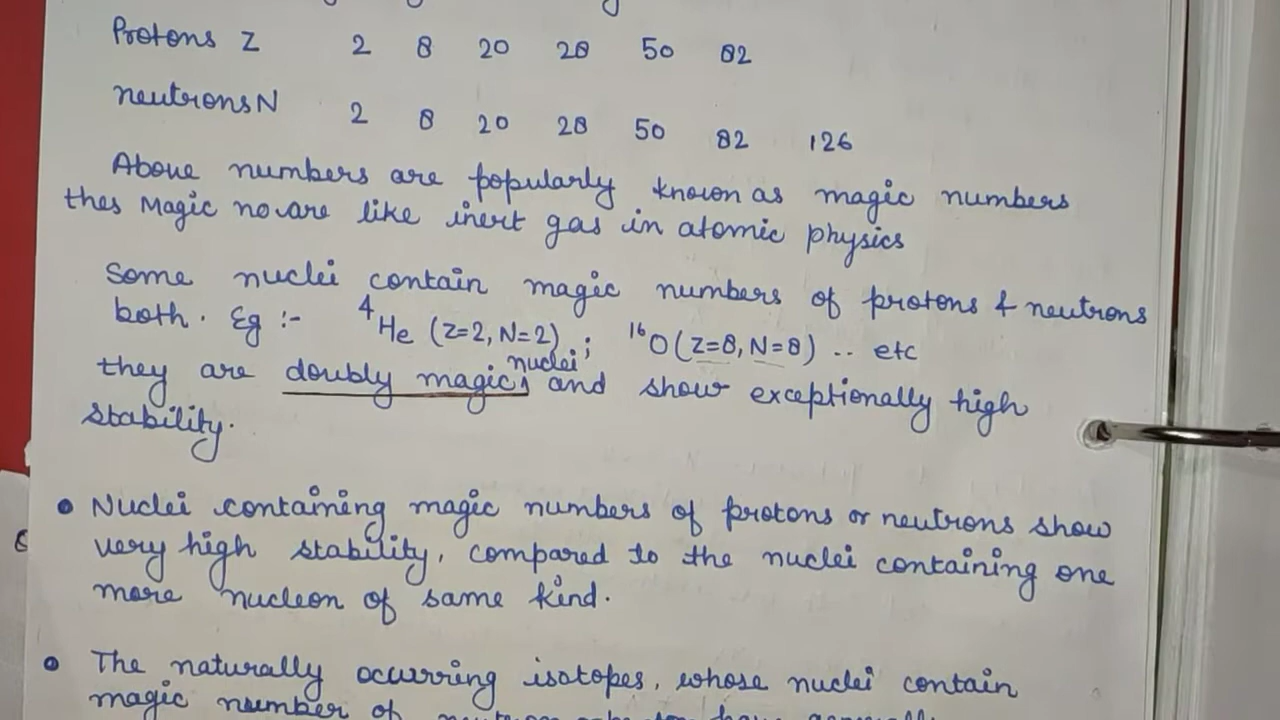 Protons Z 2 8 20 28 50 82
neutrons N 2 8 20 28 50 82 126
Above numbers are popularly known as magic numbers
thes Magic no. are like inert gas in atomic physics
Some nuclei contain magic numbers of protons & neutrons
both. Eg :- ⁴He (Z=2, N=2) ; ¹⁶O (Z=8, N=8) .. etc
they are doubly magic nuclei and show exceptionally high
stability.
• Nuclei containing magic numbers of protons or neutrons show
very high stability, compared to the nuclei containing one
more nucleon of same kind.
• The naturally ocurring isotopes, whose nuclei contain
magic number of